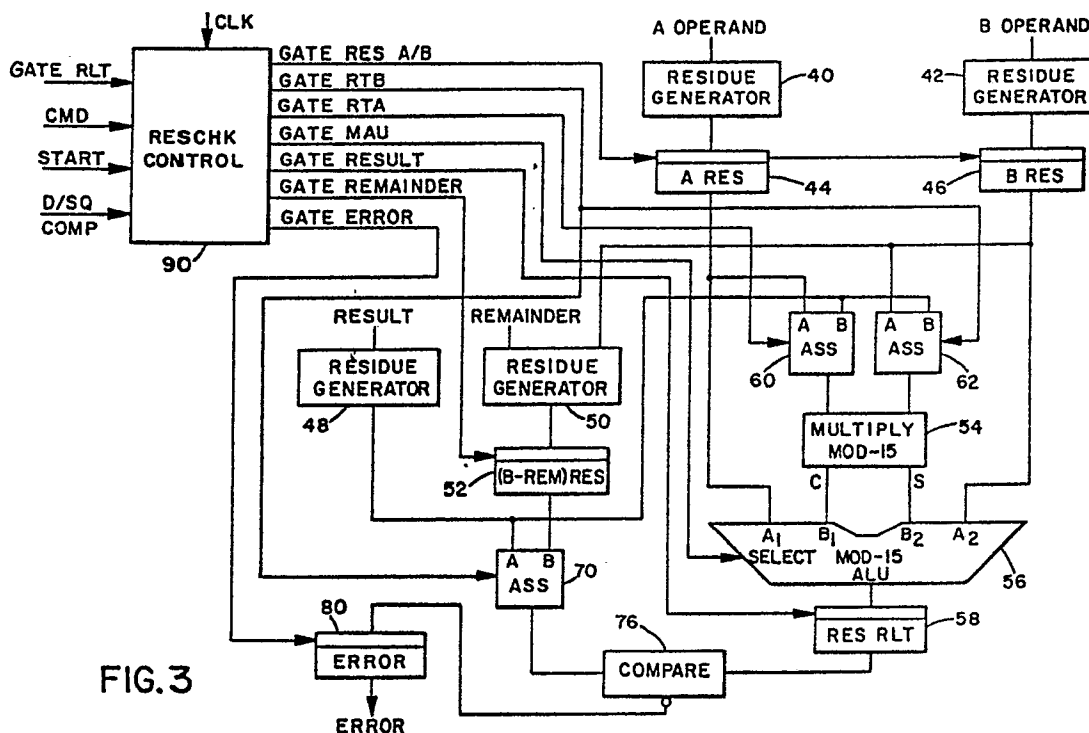 CLK
A OPERAND
B OPERAND
GATE RLT
CMD
START
D/SQ
COMP
RESCHK
CONTROL
90
GATE RES A/B
GATE RTB
GATE RTA
GATE MAU
GATE RESULT
GATE REMAINDER
GATE ERROR
RESIDUE
GENERATOR
40
42
RESIDUE
GENERATOR
A RES
44
46
B RES
RESULT
REMAINDER
RESIDUE
GENERATOR
48
RESIDUE
GENERATOR
50
A B
ASS
60
A B
ASS
62
MULTIPLY
MOD-15
54
C
S
52
(B-REM)RES
A1
B1
B2
A2
SELECT
MOD-15
ALU
56
A B
ASS
70
RES RLT
58
80
ERROR
76
COMPARE
ERROR
FIG.3